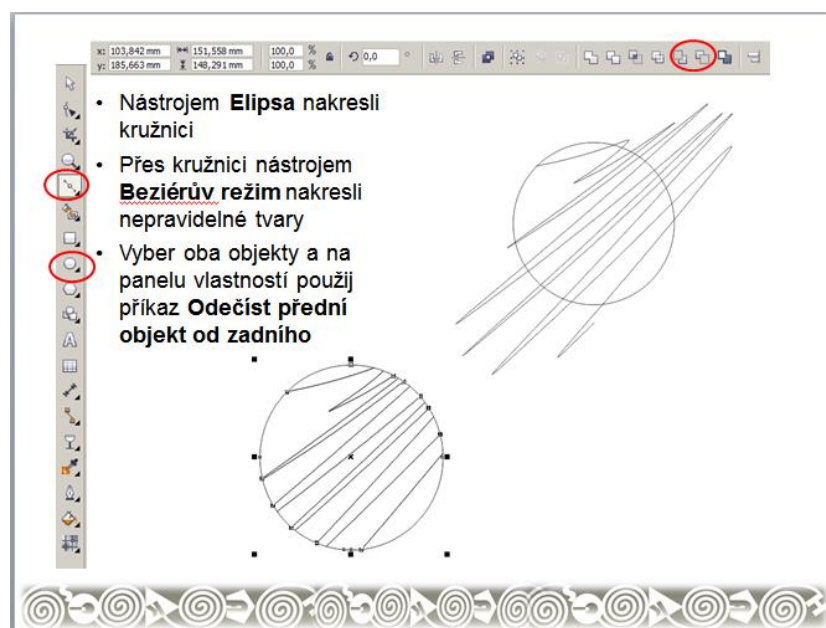 x: 103,842 mm 151,558 mm 100,0 % 0,0 °
y: 185,663 mm 148,291 mm 100,0 %
• Nástrojem Elipsa nakresli
kružnici
• Přes kružnici nástrojem
Beziérův režim nakresli
nepravidelné tvary
• Vyber oba objekty a na
panelu vlastností použij
příkaz Odečíst přední
objekt od zadního